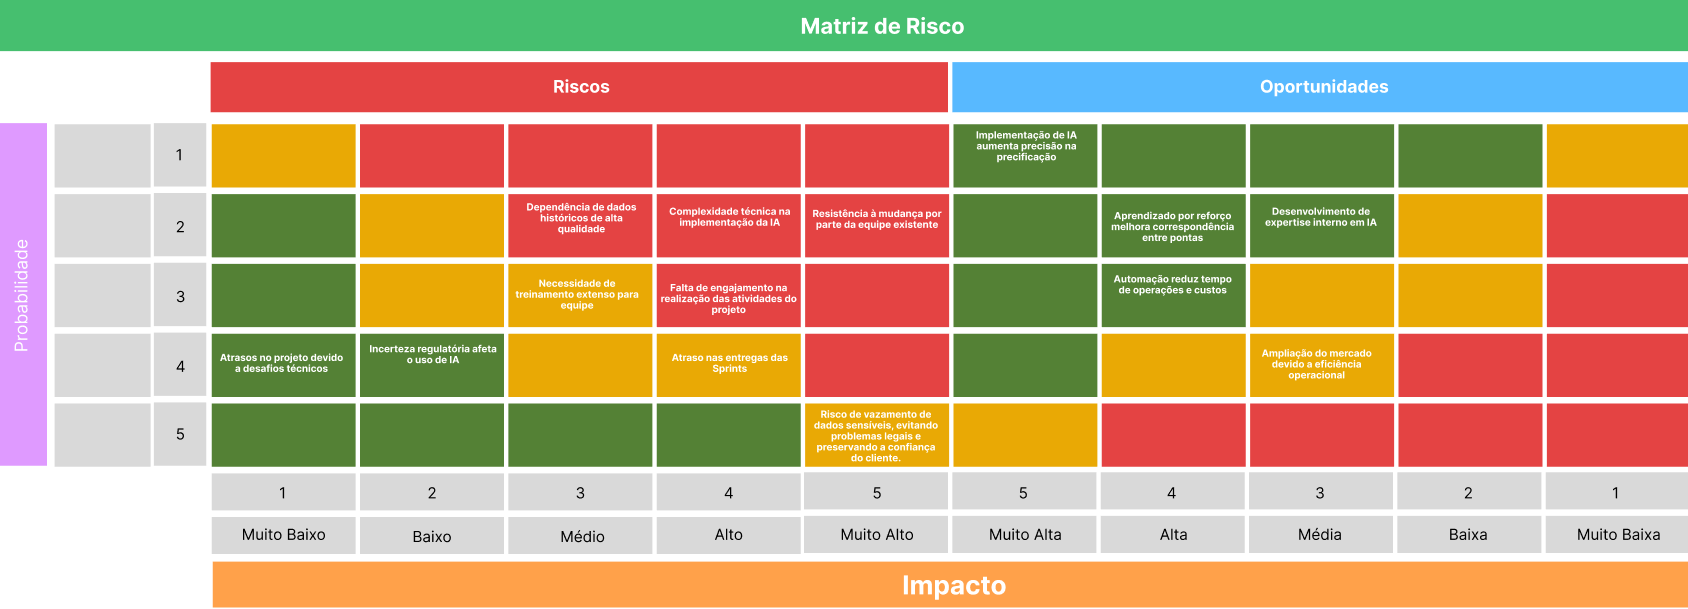 Matriz de Risco
Riscos
Oportunidades
Probabilidade
1
Implementação de IA
aumenta precisão na
precificação
2
Dependência de dados
históricos de alta
qualidade
Complexidade técnica na
implementação da IA
Resistência à mudança por
parte da equipe existente
Aprendizado por reforço
melhora correspondência
entre pontas
Desenvolvimento de
expertise interno em IA
3
Necessidade de
treinamento extenso para
equipe
Falta de engajamento na
realização das atividades do
projeto
Automação reduz tempo
de operações e custos
4
Atrasos no projeto devido
a desafios técnicos
Incerteza regulatória afeta
o uso de IA
Atraso nas entregas das
Sprints
Ampliação do mercado
devido a eficiência
operacional
5
Risco de vazamento de
dados sensíveis, evitando
problemas legais e
preservando a confiança
do cliente.
1
2
3
4
5
5
4
3
2
1
Muito Baixo
Baixo
Médio
Alto
Muito Alto
Muito Alta
Alta
Média
Baixa
Muito Baixa
Impacto